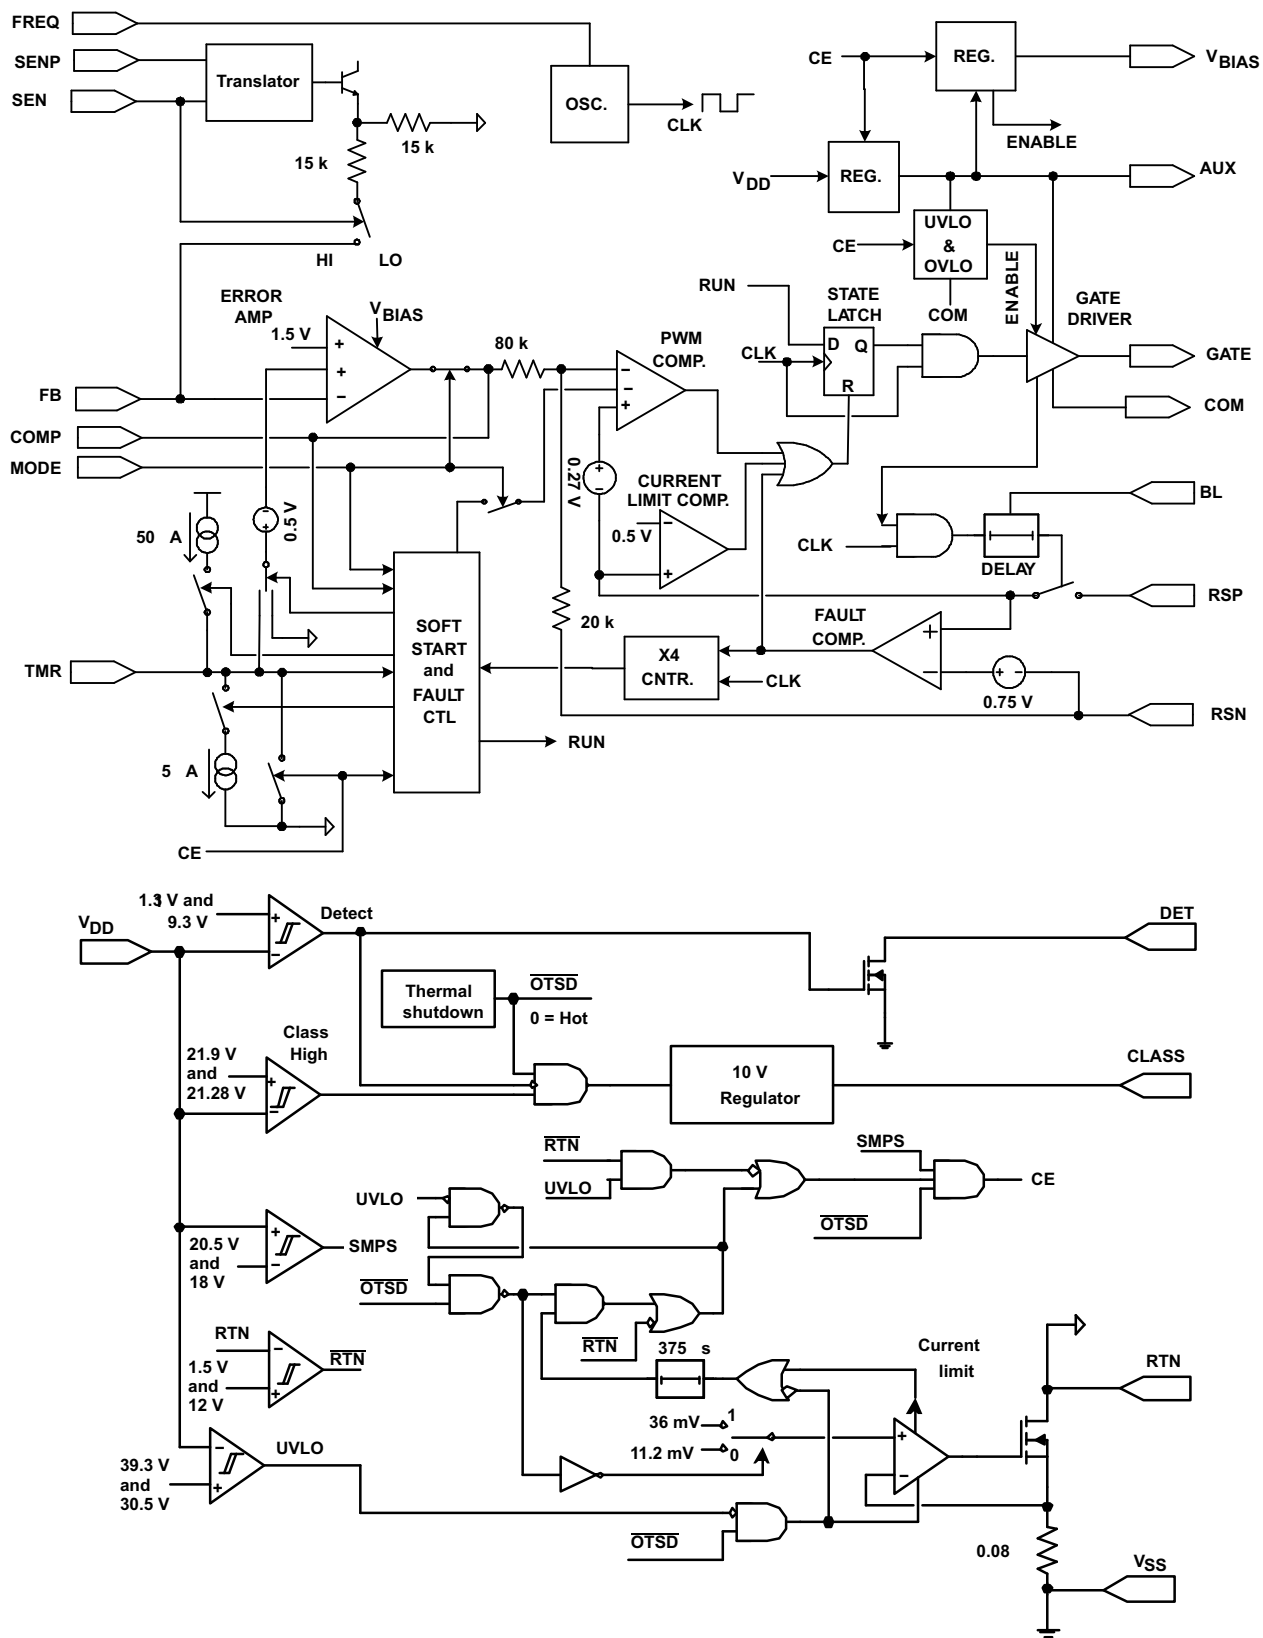 FREQ
SENP
SEN
Translator
15 k
15 k
HI
LO
OSC.
CLK
CE
REG.
VBIAS
ENABLE
VDD
REG.
AUX
CE
UVLO
&
OVLO
COM
ENABLE
RUN
STATE
LATCH
GATE
DRIVER
ERROR
AMP
VBIAS
1.5 V
+
+
−
80 k
PWM
COMP.
−
−
+
CLK
D
Q
R
GATE
COM
FB
COMP
MODE
0.27 V
CURRENT
LIMIT COMP.
0.5 V
−
+
BL
CLK
DELAY
RSP
50 A
0.5 V
SOFT
START
and
FAULT
CTL
20 k
FAULT
COMP.
+
−
X4
CNTR.
CLK
+ −
0.75 V
RSN
TMR
RUN
5 A
CE
1.3 V and
9.3 V
VDD
+
−
Detect
DET
Thermal
shutdown
OTSD
0 = Hot
Class
High
21.9 V
and
21.28 V
+
−
10 V
Regulator
CLASS
RTN
UVLO
SMPS
OTSD
CE
UVLO
20.5 V
and
18 V
+
−
SMPS
OTSD
RTN
1.5 V
and
12 V
−
+
RTN
RTN
375 s
Current
limit
RTN
36 mV
1
11.2 mV
0
+
−
39.3 V
and
30.5 V
−
+
UVLO
OTSD
0.08
VSS